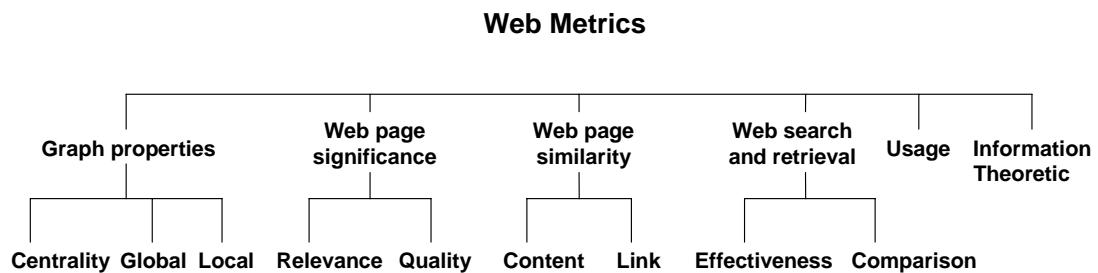 Web Metrics
Graph properties
Web page
significance
Web page
similarity
Web search
and retrieval
Usage
Information
Theoretic
Centrality Global Local Relevance Quality Content Link Effectiveness Comparison